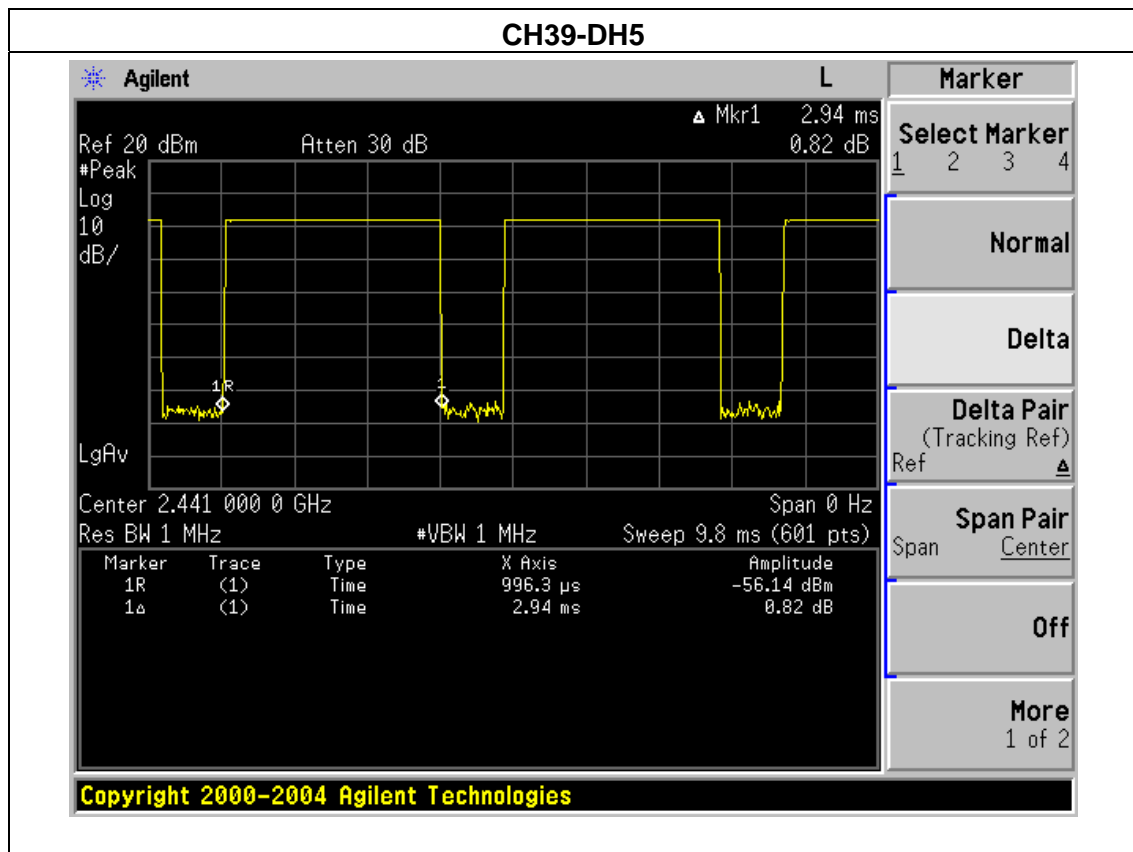 CH39-DH5
Agilent L
Δ Mkr1 2.94 ms
Ref 20 dBm Atten 30 dB 0.82 dB
#Peak
Log
10
dB/
1R
1
LgAv
Center 2.441 000 0 GHz Span 0 Hz
Res BW 1 MHz #VBW 1 MHz Sweep 9.8 ms (601 pts)
Marker Trace Type X Axis Amplitude
1R (1) Time 996.3 µs -56.14 dBm
1Δ (1) Time 2.94 ms 0.82 dB
Marker
Select Marker
1 2 3 4
Normal
Delta
Delta Pair
(Tracking Ref)
Ref Δ
Span Pair
Span Center
Off
More
1 of 2
Copyright 2000-2004 Agilent Technologies